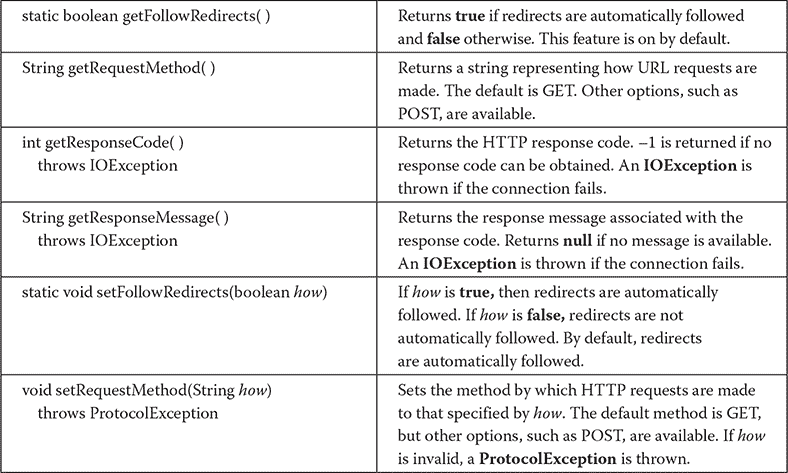 static boolean getFollowRedirects( )
Returns true if redirects are automatically followed
and false otherwise. This feature is on by default.
String getRequestMethod( )
Returns a string representing how URL requests are
made. The default is GET. Other options, such as
POST, are available.
int getResponseCode( )
throws IOException
Returns the HTTP response code. –1 is returned if no
response code can be obtained. An IOException is
thrown if the connection fails.
String getResponseMessage( )
throws IOException
Returns the response message associated with the
response code. Returns null if no message is available.
An IOException is thrown if the connection fails.
static void setFollowRedirects(boolean how)
If how is true, then redirects are automatically
followed. If how is false, redirects are not
automatically followed. By default, redirects
are automatically followed.
void setRequestMethod(String how)
throws ProtocolException
Sets the method by which HTTP requests are made
to that specified by how. The default method is GET,
but other options, such as POST, are available. If how
is invalid, a ProtocolException is thrown.